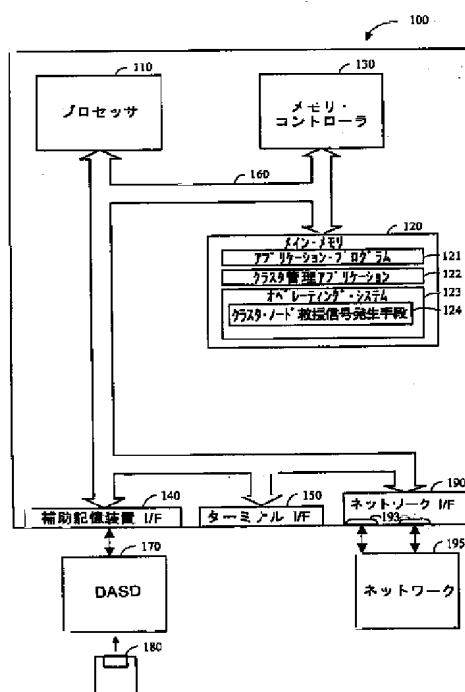 100
110
プロセッサ
130
メモリ・
コントローラ
160
120
メイン・メモリ
アプリケーション・プログラム
121
クラスタ管理アプリケーション
122
オペレーティング・システム
123
クラスタ・ノード救援信号発生手段
124
140
補助記憶装置 I/F
150
ターミナル I/F
190
ネットワーク I/F
193
170
DASD
195
ネットワーク
180